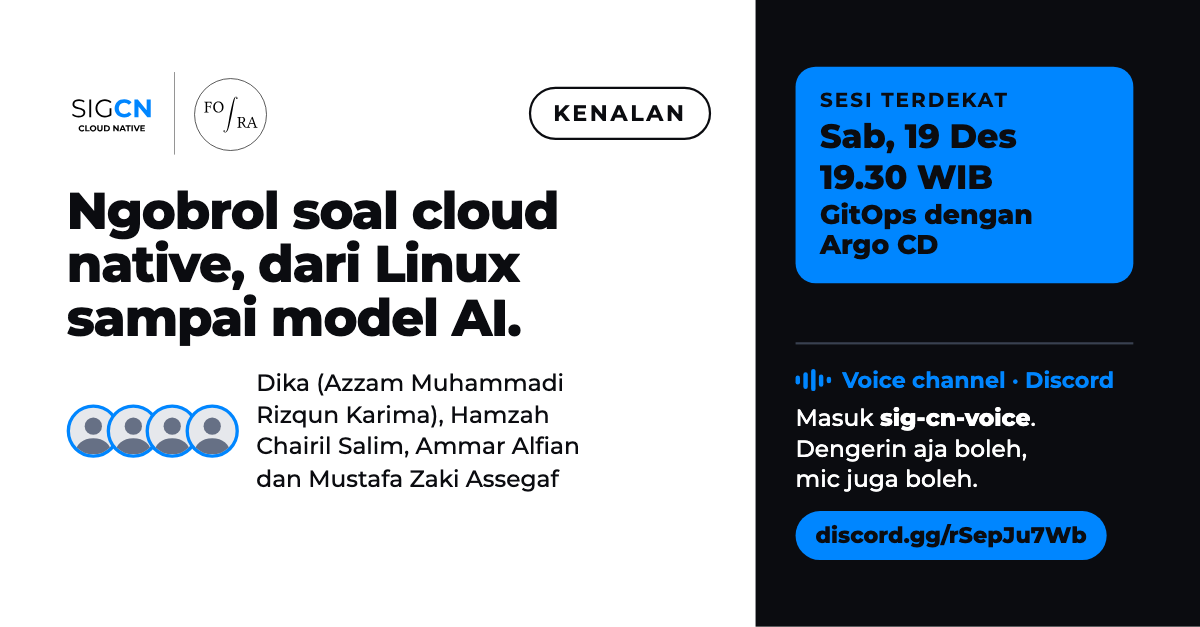 SIGCN
CLOUD NATIVE
FO
RA
KENALAN
Ngobrol soal cloud
native, dari Linux
sampai model AI.
Dika (Azzam Muhammadi
Rizqun Karima), Hamzah
Chairil Salim, Ammar Alfian
dan Mustafa Zaki Assegaf
SESI TERDEKAT
Sab, 19 Des
19.30 WIB
GitOps dengan
Argo CD
Voice channel · Discord
Masuk sig-cn-voice.
Dengerin aja boleh,
mic juga boleh.
discord.gg/rSepJu7Wb